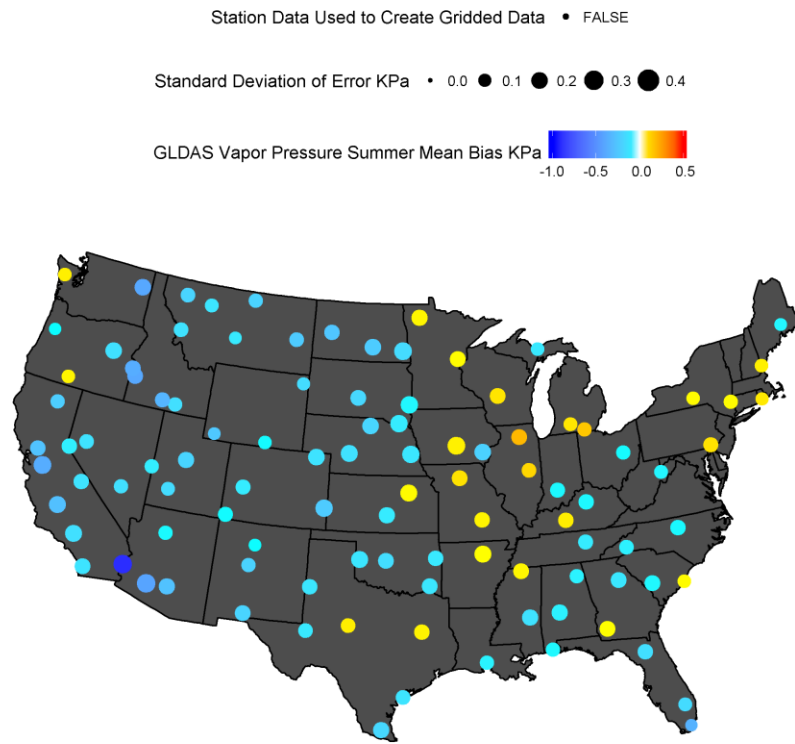 Station Data Used to Create Gridded Data FALSE
Standard Deviation of Error KPa 0.0 0.1 0.2 0.3 0.4
GLDAS Vapor Pressure Summer Mean Bias KPa
-1.0 -0.5 0.0 0.5